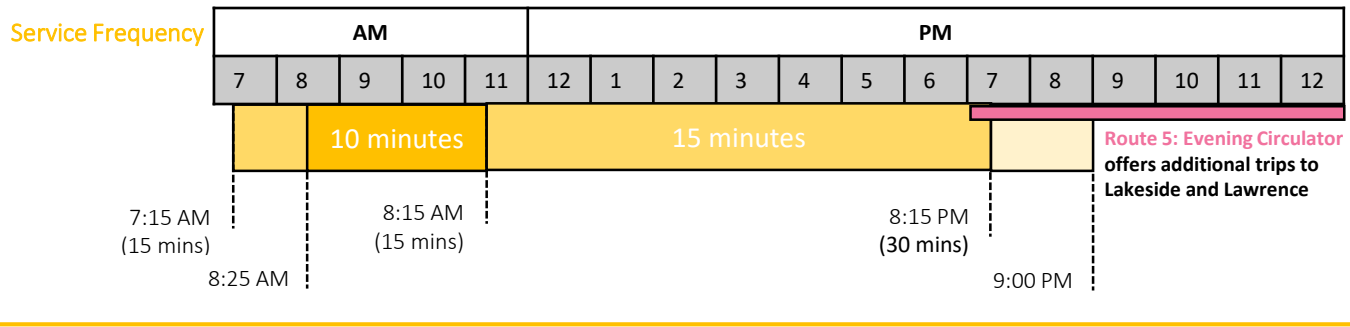 Service Frequency
AM PM
7 8 9 10 11 12 1 2 3 4 5 6 7 8 9 10 11 12
10 minutes 15 minutes
Route 5: Evening Circulator
offers additional trips to
Lakeside and Lawrence
7:15 AM
(15 mins)
8:15 AM
(15 mins)
8:15 PM
(30 mins)
8:25 AM
9:00 PM